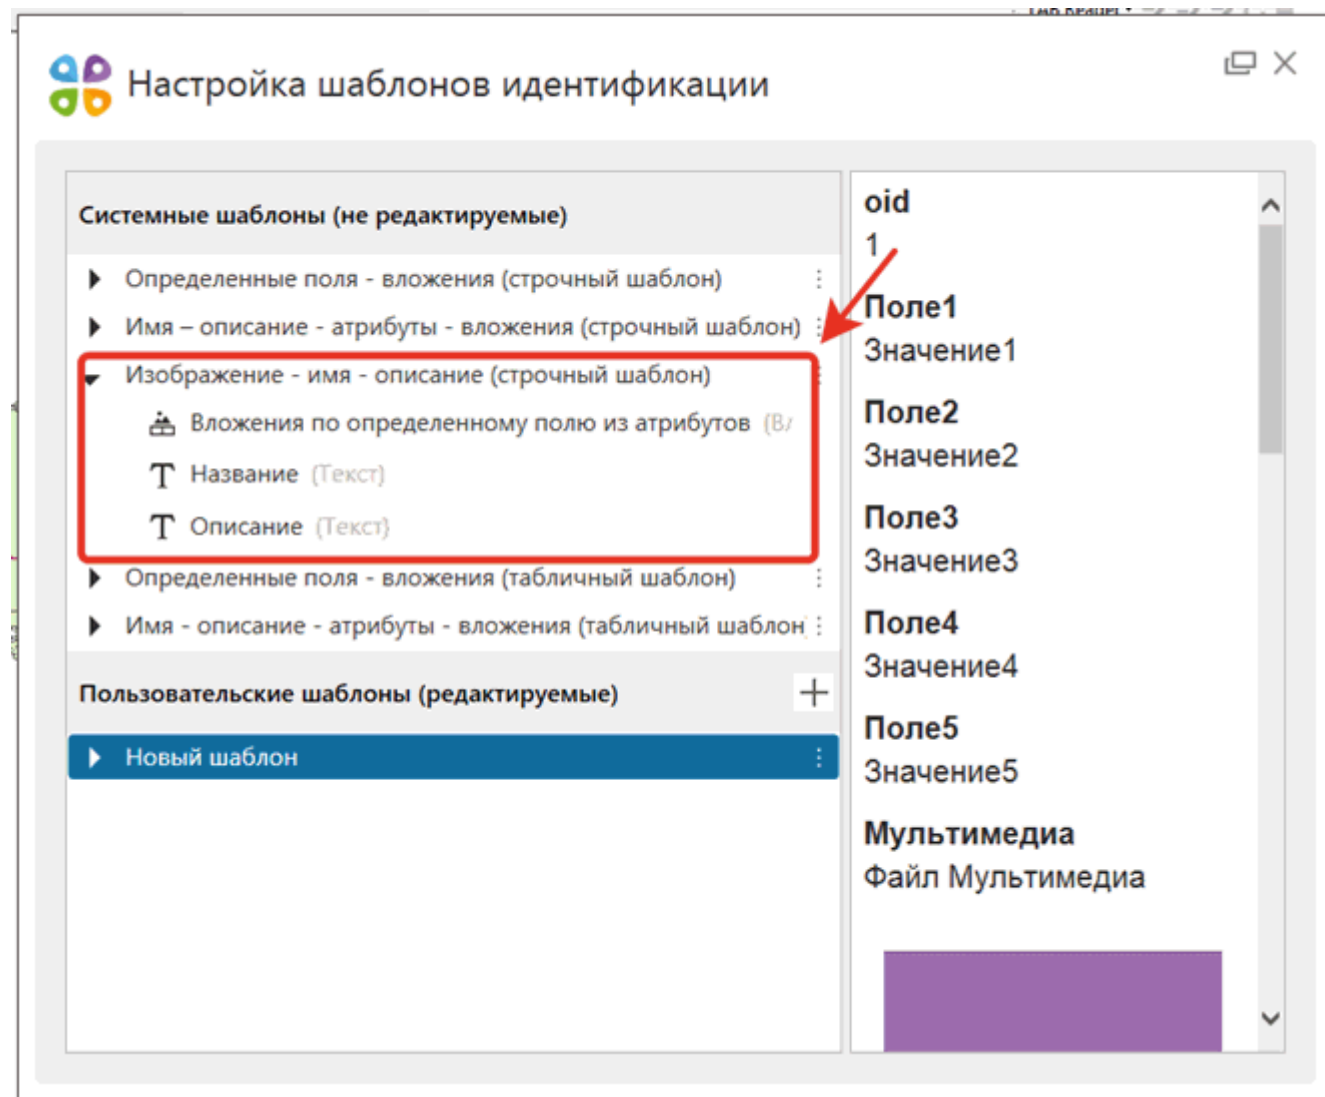 Настройка шаблонов идентификации
Системные шаблоны (не редактируемые)
Определенные поля - вложения (строчный шаблон)
Имя – описание - атрибуты - вложения (строчный шаблон)
Изображение - имя - описание (строчный шаблон)
Вложения по определенному полю из атрибутов
Название (Текст)
Описание (Текст)
Определенные поля - вложения (табличный шаблон)
Имя - описание - атрибуты - вложения (табличный шаблон
Пользовательские шаблоны (редактируемые)
Новый шаблон
oid
1
Поле1
Значение1
Поле2
Значение2
Поле3
Значение3
Поле4
Значение4
Поле5
Значение5
Мультимедиа
Файл Мультимедиа